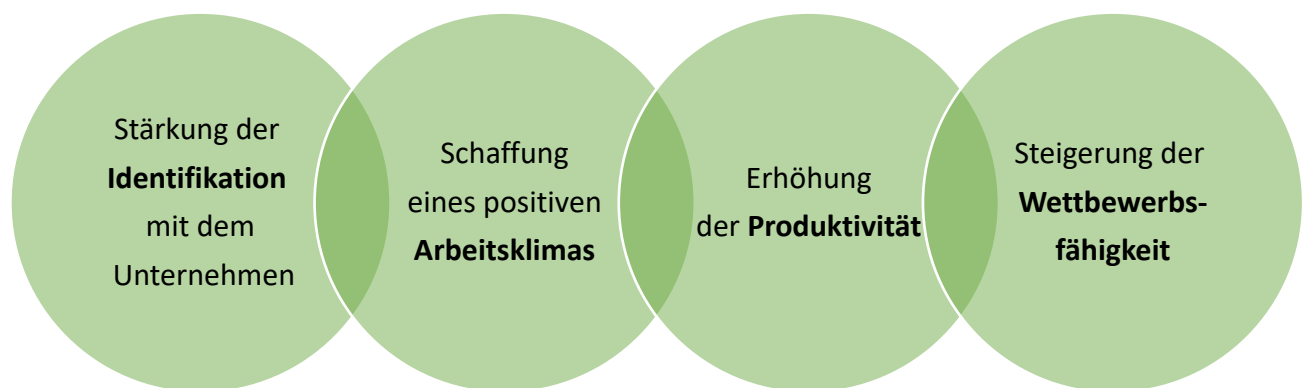 Stärkung der
Identifikation
mit dem
Unternehmen
Schaffung
eines positiven
Arbeitsklimas
Erhöhung
der Produktivität
Steigerung der
Wettbewerbs-
fähigkeit